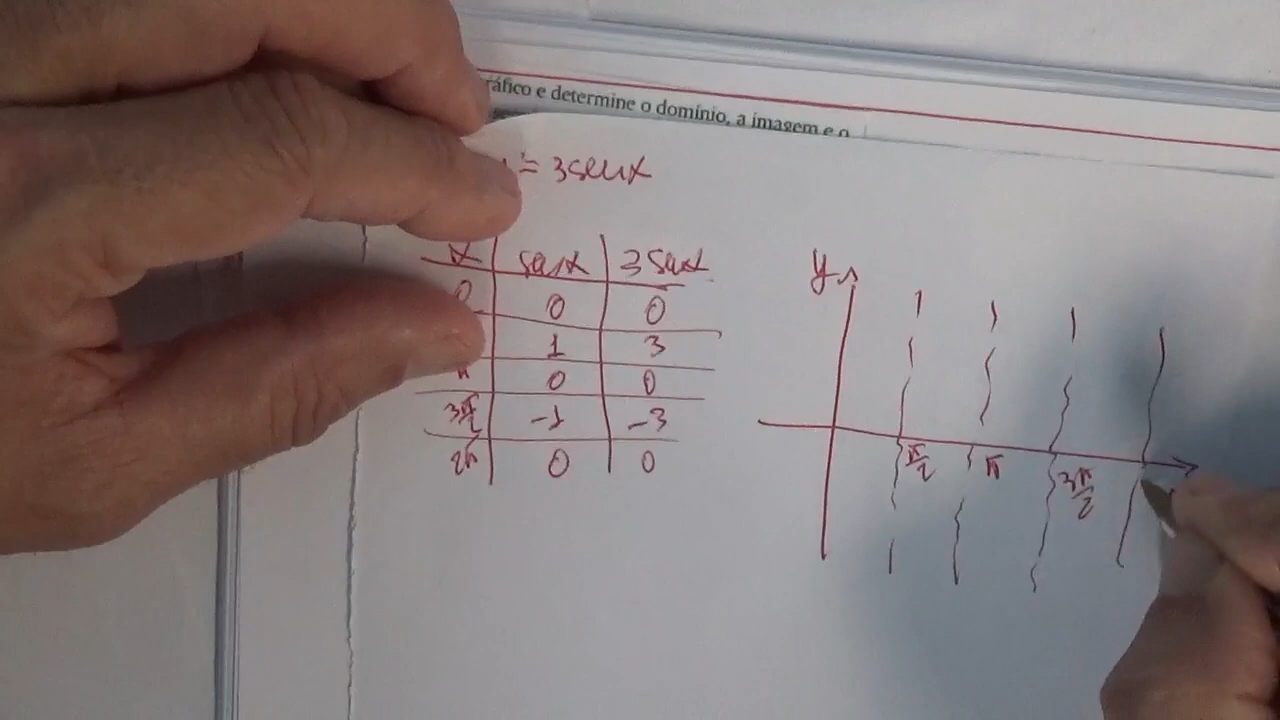 ráfico e determine o domínio, a imagem e o
= 3senx
x senx 3senx
0 0 0
1 3
π 0 0
3π/2 -1 -3
2π 0 0
y
π/2 π 3π/2